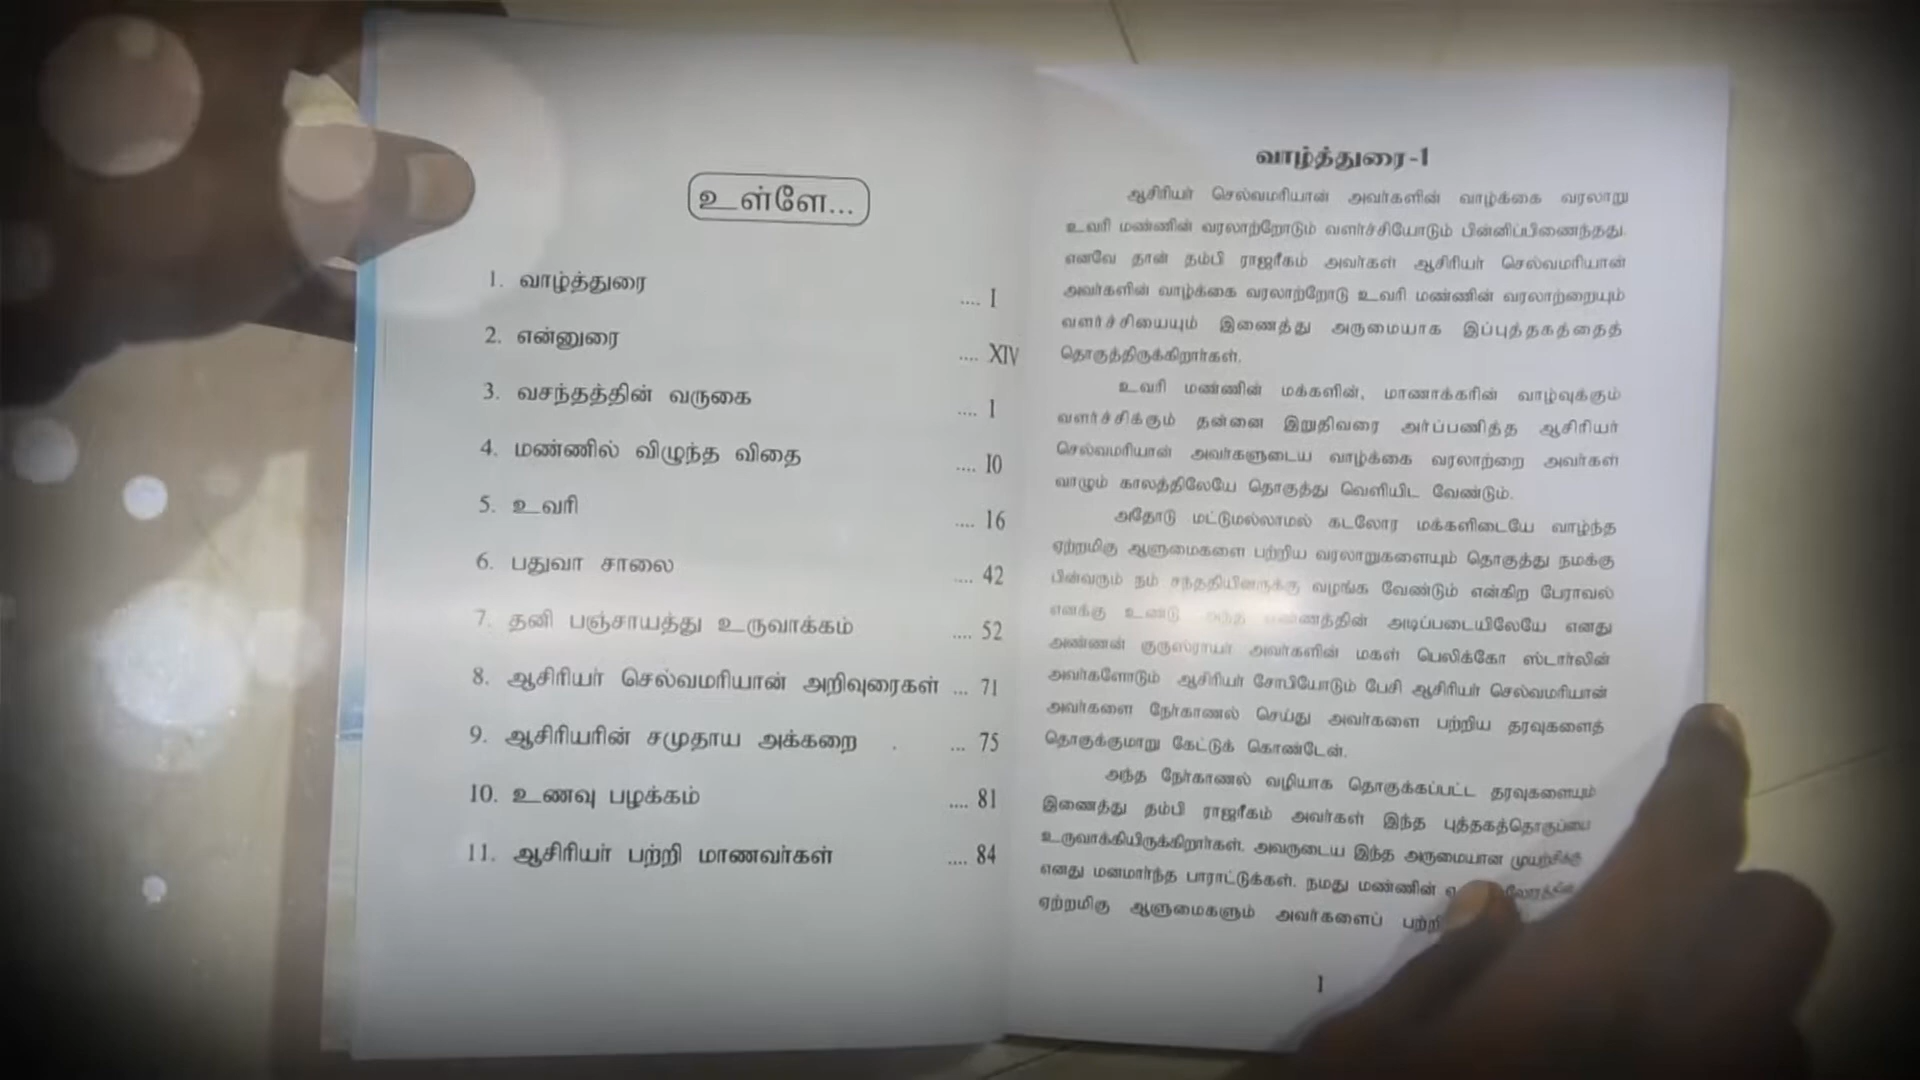 உள்ளே...
1. வாழ்த்துரை .... I
2. என்னுரை .... XIV
3. வசந்தத்தின் வருகை .... 1
4. மண்ணில் விழுந்த விதை .... 10
5. உவரி .... 16
6. பதுவா சாலை .... 42
7. தனி பஞ்சாயத்து உருவாக்கம் .... 52
8. ஆசிரியர் செல்வமரியான் அறிவுரைகள் ... 71
9. ஆசிரியரின் சமுதாய அக்கறை ... 75
10. உணவு பழக்கம் .... 81
11. ஆசிரியர் பற்றி மாணவர்கள் .... 84
வாழ்த்துரை-1
ஆசிரியர் செல்வமரியான் அவர்களின் வாழ்க்கை வரலாறு
உவரி மண்ணின் வரலாற்றோடும் வளர்ச்சியோடும் பின்னிப்பிணைந்தது.
எனவே தான் தம்பி ராஜரீகம் அவர்கள் ஆசிரியர் செல்வமரியான்
அவர்களின் வாழ்க்கை வரலாற்றோடு உவரி மண்ணின் வரலாற்றையும்
வளர்ச்சியையும் இணைத்து அருமையாக இப்புத்தகத்தைத்
தொகுத்திருக்கிறார்கள்.
உவரி மண்ணின் மக்களின், மாணாக்கரின் வாழ்வுக்கும்
வளர்ச்சிக்கும் தன்னை இறுதிவரை அர்ப்பணித்த ஆசிரியர்
செல்வமரியான் அவர்களுடைய வாழ்க்கை வரலாற்றை அவர்கள்
வாழும் காலத்திலேயே தொகுத்து வெளியிட வேண்டும்.
அதோடு மட்டுமல்லாமல் கடலோர மக்களிடையே வாழ்ந்த
ஏற்றமிகு ஆளுமைகளை பற்றிய வரலாறுகளையும் தொகுத்து நமக்கு
பின்வரும் நம் சந்ததியினருக்கு வழங்க வேண்டும் என்கிற பேராவல்
எனக்கு உண்டு அந்த எண்ணத்தின் அடிப்படையிலேயே எனது
அண்ணன் குருஸ்ராயர் அவர்களின் மகள் பெலிக்கோ ஸ்டார்லின்
அவர்களோடும் ஆசிரியர் சோபியோடும் பேசி ஆசிரியர் செல்வமரியான்
அவர்களை நேர்காணல் செய்து அவர்களை பற்றிய தரவுகளைத்
தொகுக்குமாறு கேட்டுக் கொண்டேன்.
அந்த நேர்காணல் வழியாக தொகுக்கப்பட்ட தரவுகளையும்
இணைத்து தம்பி ராஜரீகம் அவர்கள் இந்த புத்தகத்தொகுப்பை
உருவாக்கியிருக்கிறார்கள். அவருடைய இந்த அருமையான முயற்சிக்கு
எனது மனமார்ந்த பாராட்டுக்கள். நமது மண்ணின்
ஏற்றமிகு ஆளுமைகளும் அவர்களைப் பற்றி
I